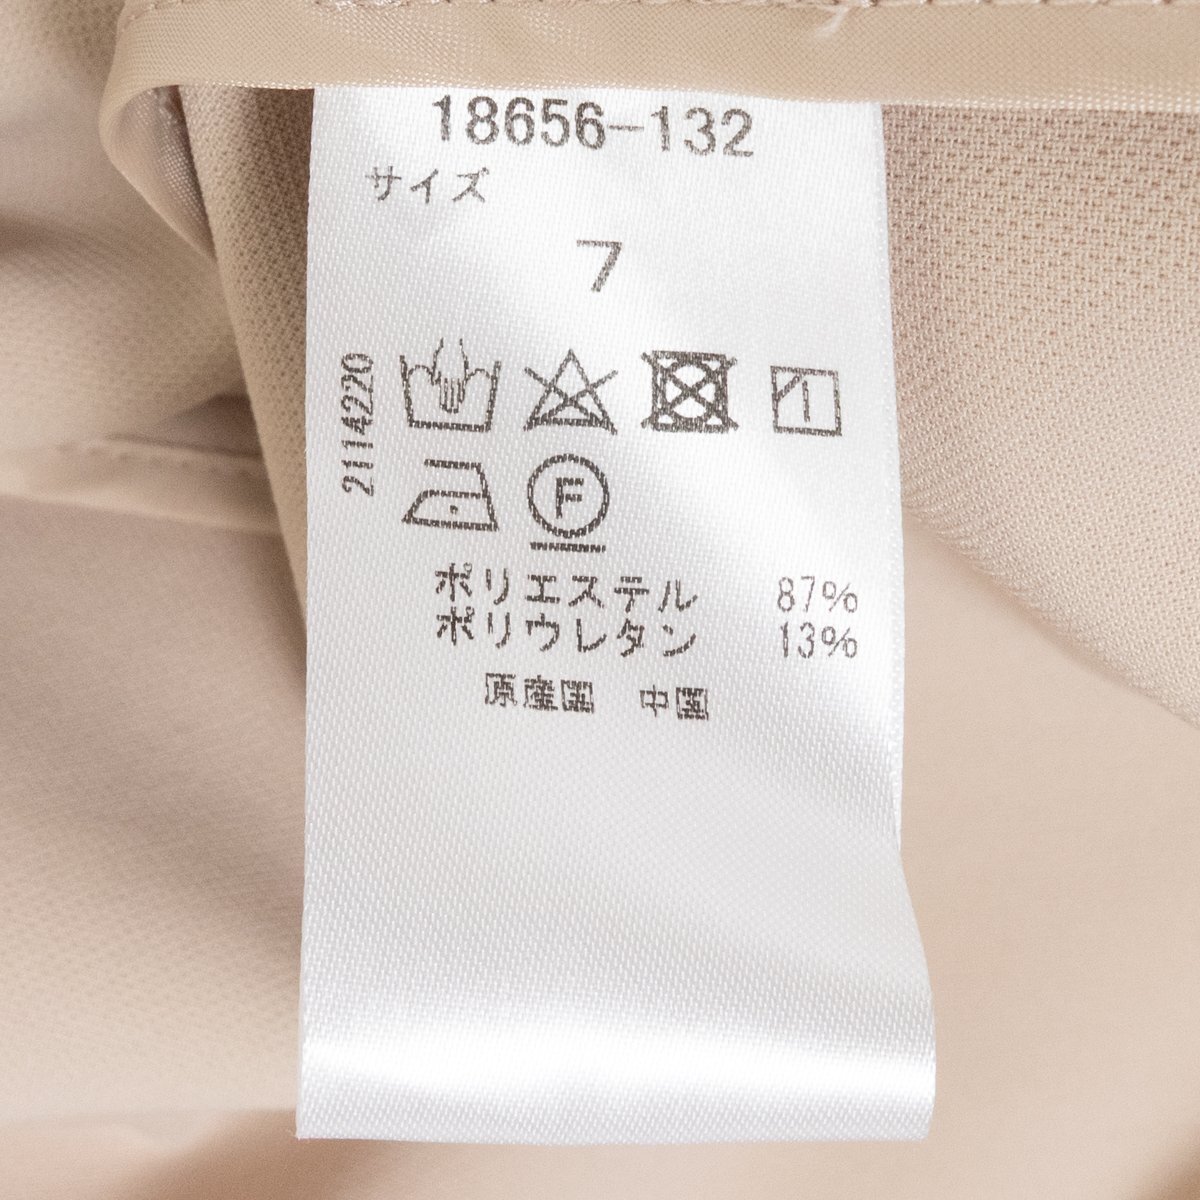 18656-132
サイズ
7
2114220
F
ポリエステル 87%
ポリウレタン 13%
原産国 中国